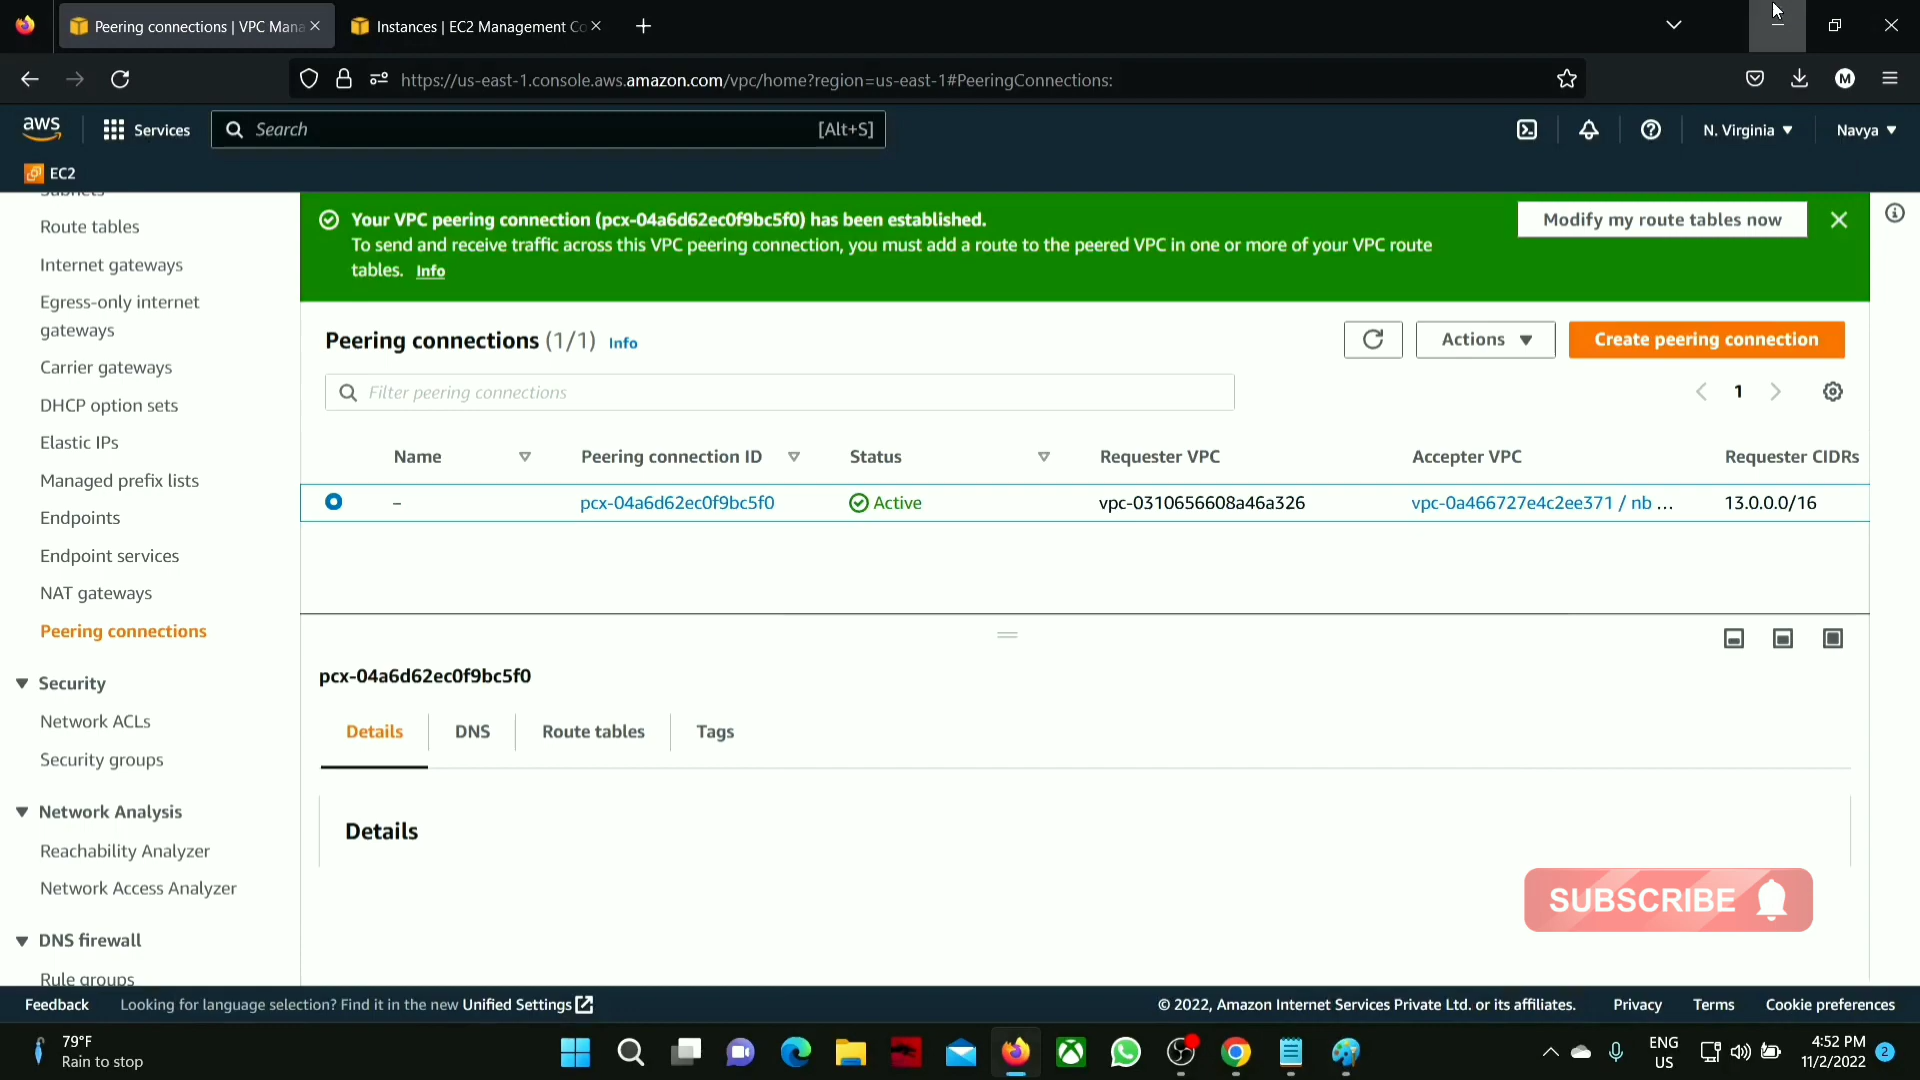 Peering connections | VPC Mana
Instances | EC2 Management Co
https://us-east-1.console.aws.amazon.com/vpc/home?region=us-east-1#PeeringConnections:
M
aws
Services
Search
[Alt+S]
N. Virginia
Navya
EC2
Subnets
Route tables
Internet gateways
Egress-only internet
gateways
Carrier gateways
DHCP option sets
Elastic IPs
Managed prefix lists
Endpoints
Endpoint services
NAT gateways
Peering connections
Security
Network ACLs
Security groups
Network Analysis
Reachability Analyzer
Network Access Analyzer
DNS firewall
Rule groups
Your VPC peering connection (pcx-04a6d62ec0f9bc5f0) has been established.
To send and receive traffic across this VPC peering connection, you must add a route to the peered VPC in one or more of your VPC route
tables. Info
Modify my route tables now
Peering connections (1/1) Info
Actions
Create peering connection
Filter peering connections
1
Name Peering connection ID Status Requester VPC Accepter VPC Requester CIDRs
– pcx-04a6d62ec0f9bc5f0 Active vpc-0310656608a46a326 vpc-0a466727e4c2ee371 / nb ... 13.0.0.0/16
pcx-04a6d62ec0f9bc5f0
Details DNS Route tables Tags
Details
SUBSCRIBE
Feedback Looking for language selection? Find it in the new Unified Settings
© 2022, Amazon Internet Services Private Ltd. or its affiliates. Privacy Terms Cookie preferences
79°F
Rain to stop
ENG
US
4:52 PM
11/2/2022
2